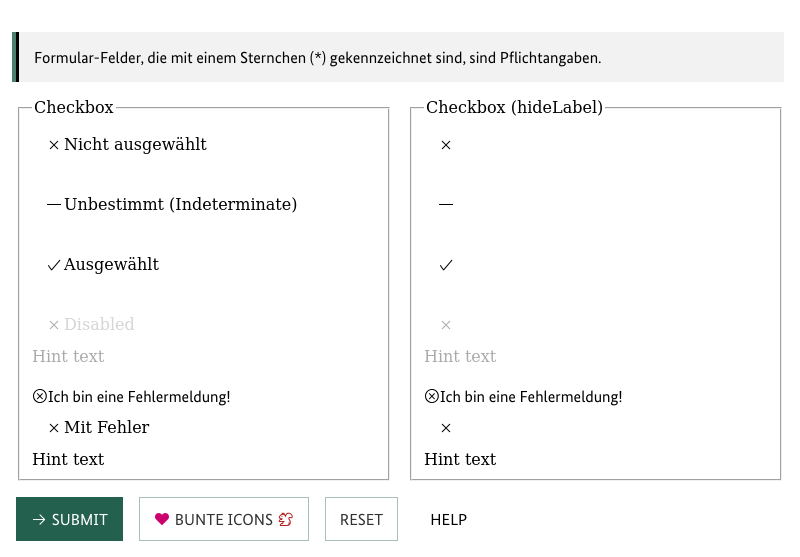 Formular-Felder, die mit einem Sternchen (*) gekennzeichnet sind, sind Pflichtangaben.
Checkbox
Nicht ausgewählt
Unbestimmt (Indeterminate)
Ausgewählt
Disabled
Hint text
Ich bin eine Fehlermeldung!
Mit Fehler
Hint text
Checkbox (hideLabel)
Hint text
Ich bin eine Fehlermeldung!
Hint text
SUBMIT
BUNTE ICONS
RESET
HELP